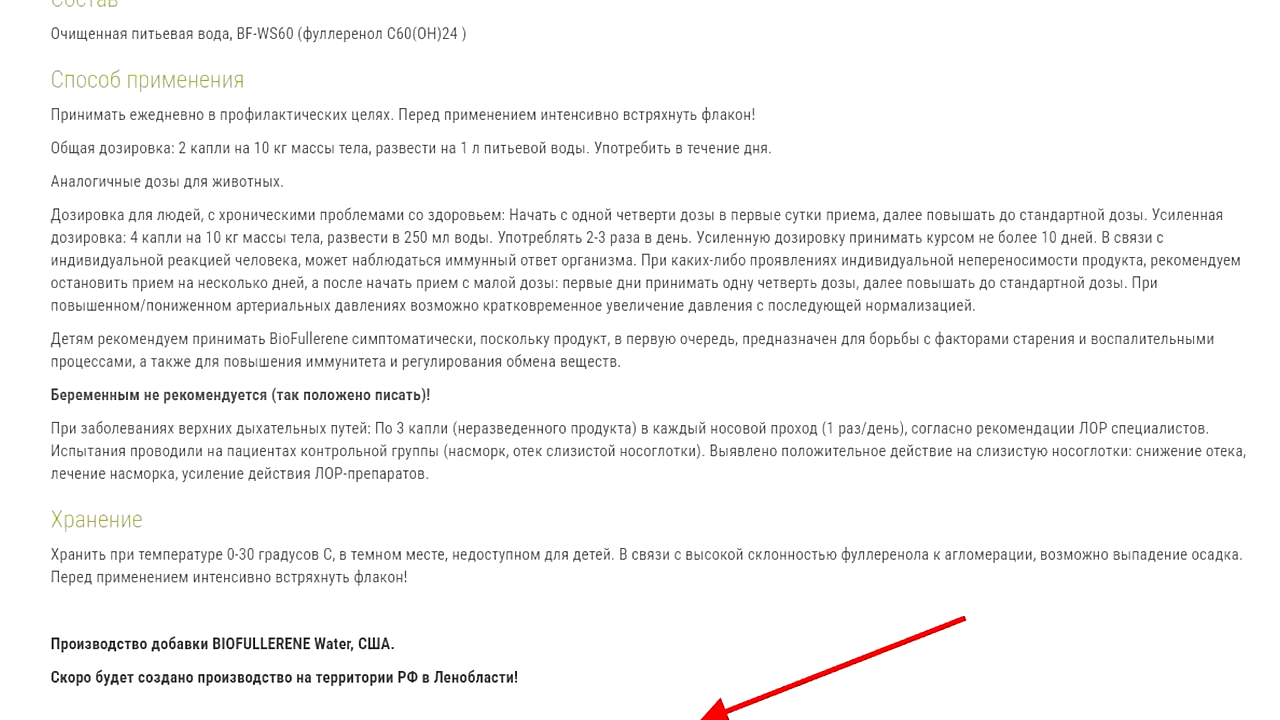 Состав
Очищенная питьевая вода, BF-WS60 (фуллеренол C60(OH)24 )
Способ применения
Принимать ежедневно в профилактических целях. Перед применением интенсивно встряхнуть флакон!
Общая дозировка: 2 капли на 10 кг массы тела, развести на 1 л питьевой воды. Употребить в течение дня.
Аналогичные дозы для животных.
Дозировка для людей, с хроническими проблемами со здоровьем: Начать с одной четверти дозы в первые сутки приема, далее повышать до стандартной дозы. Усиленная
дозировка: 4 капли на 10 кг массы тела, развести в 250 мл воды. Употреблять 2-3 раза в день. Усиленную дозировку принимать курсом не более 10 дней. В связи с
индивидуальной реакцией человека, может наблюдаться иммунный ответ организма. При каких-либо проявлениях индивидуальной непереносимости продукта, рекомендуем
остановить прием на несколько дней, а после начать прием с малой дозы: первые дни принимать одну четверть дозы, далее повышать до стандартной дозы. При
повышенном/пониженном артериальных давлениях возможно кратковременное увеличение давления с последующей нормализацией.
Детям рекомендуем принимать BioFullerene симптоматически, поскольку продукт, в первую очередь, предназначен для борьбы с факторами старения и воспалительными
процессами, а также для повышения иммунитета и регулирования обмена веществ.
Беременным не рекомендуется (так положено писать)!
При заболеваниях верхних дыхательных путей: По 3 капли (неразведенного продукта) в каждый носовой проход (1 раз/день), согласно рекомендации ЛОР специалистов.
Испытания проводили на пациентах контрольной группы (насморк, отек слизистой носоглотки). Выявлено положительное действие на слизистую носоглотки: снижение отека,
лечение насморка, усиление действия ЛОР-препаратов.
Хранение
Хранить при температуре 0-30 градусов С, в темном месте, недоступном для детей. В связи с высокой склонностью фуллеренола к агломерации, возможно выпадение осадка.
Перед применением интенсивно встряхнуть флакон!
Производство добавки BIOFULLERENE Water, США.
Скоро будет создано производство на территории РФ в Ленобласти!